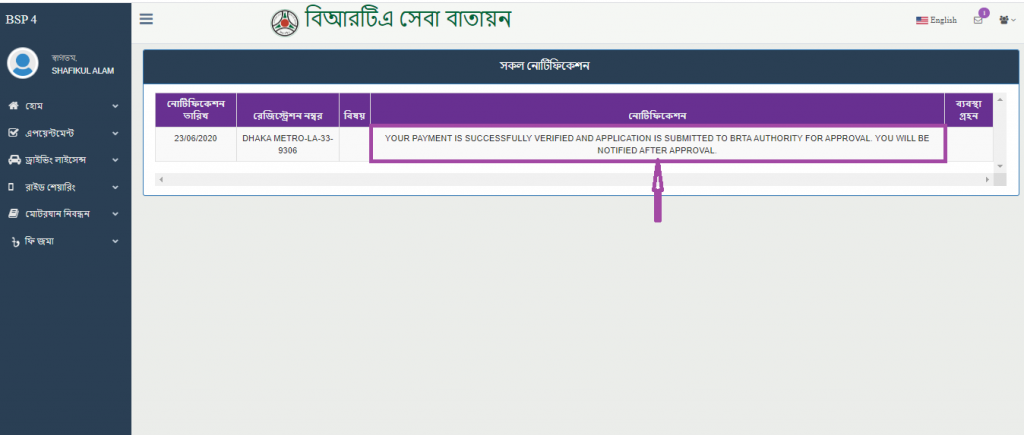 BSP 4
বিআরটিএ সেবা বাতায়ন
English
1
স্বাগতম,
SHAFIKUL ALAM
সকল নোটিফিকেশন
হোম
এপয়েন্টমেন্ট
ড্রাইভিং লাইসেন্স
রাইড শেয়ারিং
মোটরযান নিবন্ধন
ফি জমা
নোটিফিকেশন
তারিখ
রেজিস্ট্রেশন নম্বর
বিষয়
নোটিফিকেশন
ব্যবস্থা
গ্রহন
23/06/2020
DHAKA METRO-LA-33-
9306
YOUR PAYMENT IS SUCCESSFULLY VERIFIED AND APPLICATION IS SUBMITTED TO BRTA AUTHORITY FOR APPROVAL. YOU WILL BE
NOTIFIED AFTER APPROVAL.